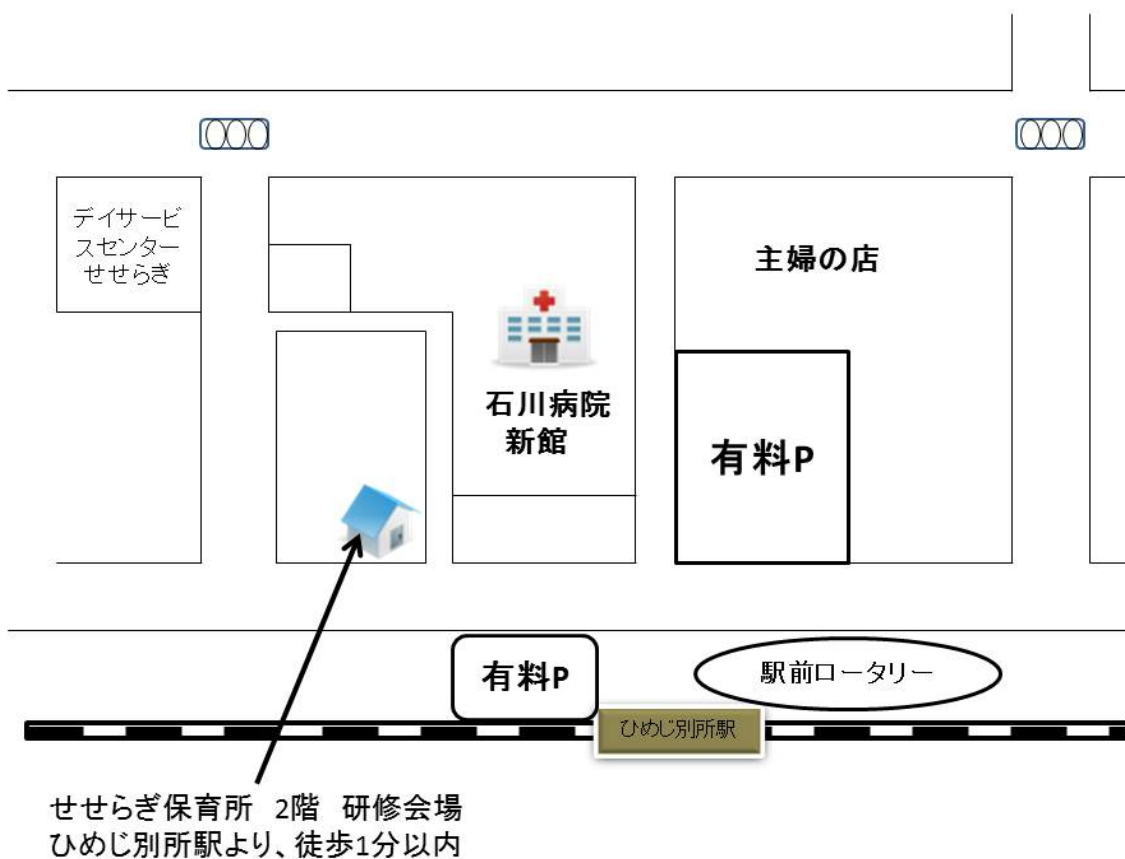 デイサービ
スセンター
せせらぎ
主婦の店
石川病院
新館
有料P
有料P
駅前ロータリー
ひめじ別所駅
せせらぎ保育所　2階　研修会場
ひめじ別所駅より、徒歩1分以内